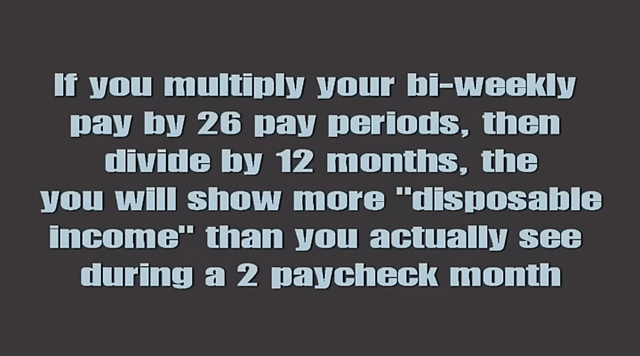 If you multiply your bi-weekly
pay by 26 pay periods, then
divide by 12 months, the
you will show more "disposable
income" than you actually see
during a 2 paycheck month